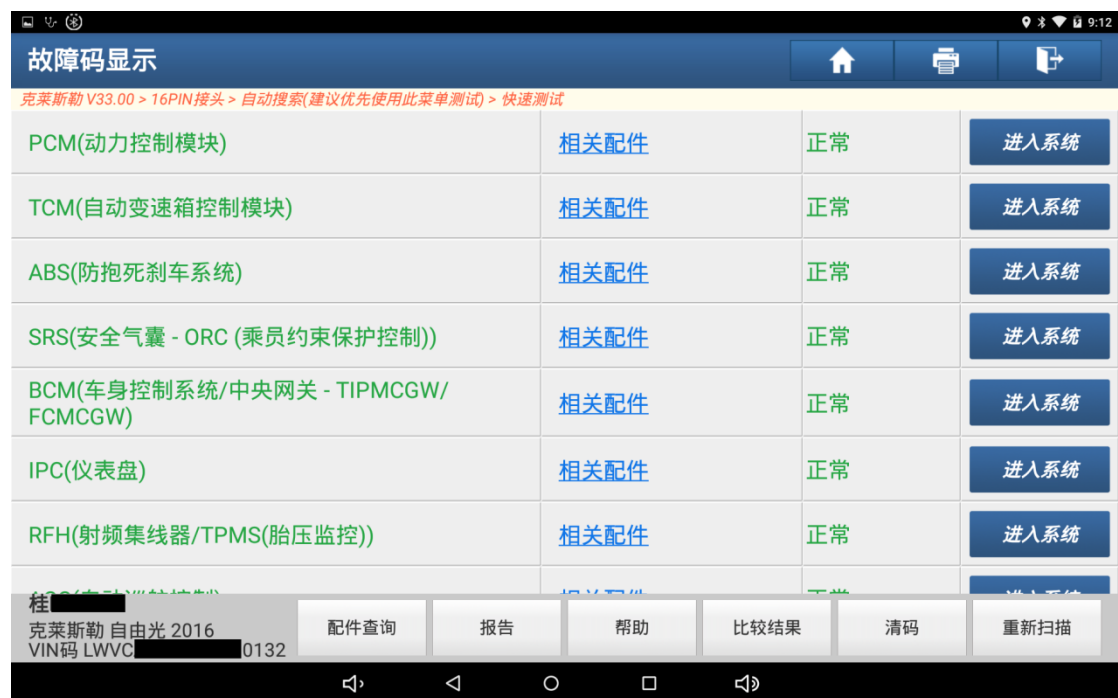 9:12
故障码显示
克莱斯勒 V33.00 > 16PIN接头 > 自动搜索(建议优先使用此菜单测试) > 快速测试
PCM(动力控制模块) 相关配件 正常 进入系统
TCM(自动变速箱控制模块) 相关配件 正常 进入系统
ABS(防抱死刹车系统) 相关配件 正常 进入系统
SRS(安全气囊 - ORC (乘员约束保护控制)) 相关配件 正常 进入系统
BCM(车身控制系统/中央网关 - TIPMCGW/
FCMCGW) 相关配件 正常 进入系统
IPC(仪表盘) 相关配件 正常 进入系统
RFH(射频集线器/TPMS(胎压监控)) 相关配件 正常 进入系统
桂
克莱斯勒 自由光 2016
VIN码 LWVC 0132
配件查询 报告 帮助 比较结果 清码 重新扫描